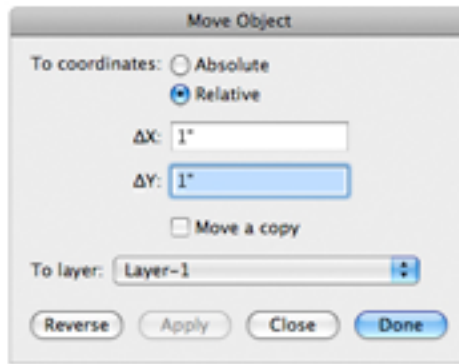 Move Object
To coordinates: Absolute
Relative
ΔX: 1"
ΔY: 1"
Move a copy
To layer: Layer-1
Reverse Apply Close Done